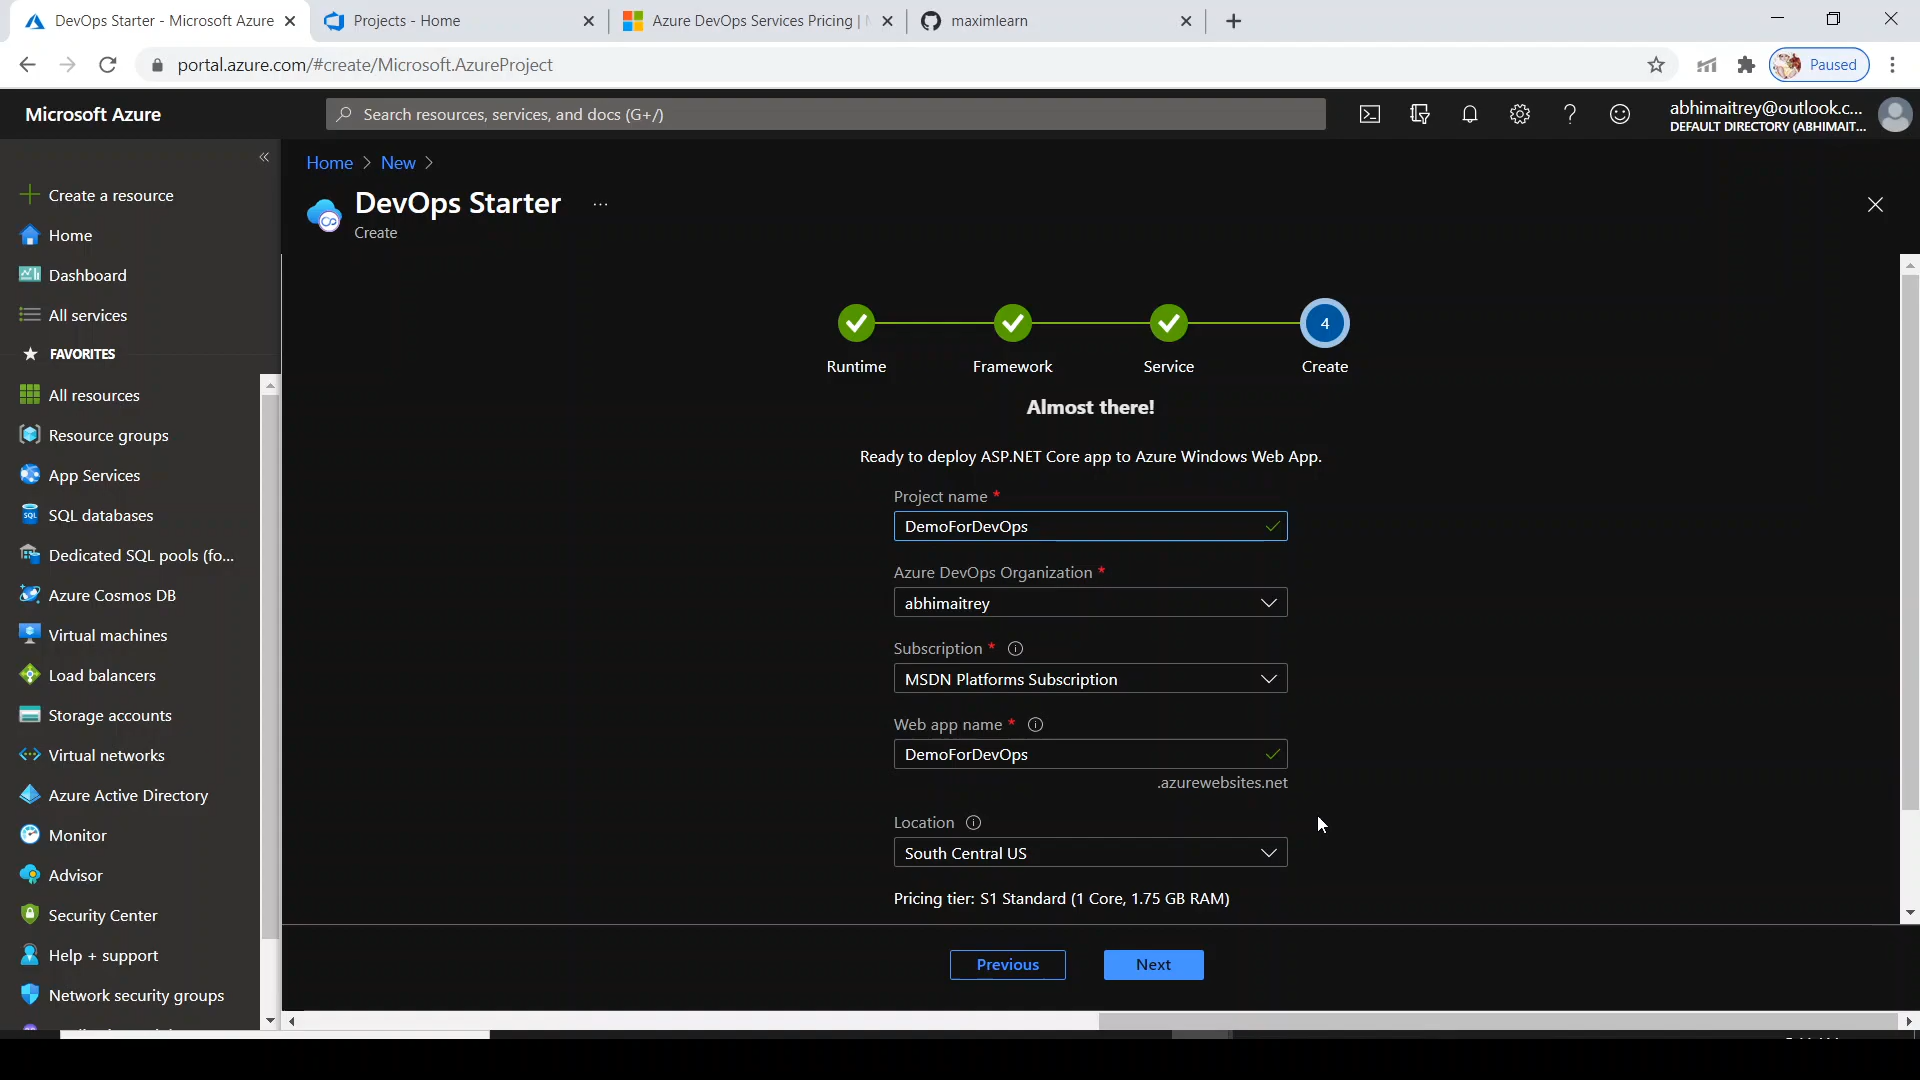 DevOps Starter - Microsoft Azure
Projects - Home
Azure DevOps Services Pricing |
maximlearn
portal.azure.com/#create/Microsoft.AzureProject
Paused
Microsoft Azure
Search resources, services, and docs (G+/)
abhimaitrey@outlook.c...
DEFAULT DIRECTORY (ABHIMAIT...
Create a resource
Home
Dashboard
All services
FAVORITES
All resources
Resource groups
App Services
SQL databases
Dedicated SQL pools (fo...
Azure Cosmos DB
Virtual machines
Load balancers
Storage accounts
Virtual networks
Azure Active Directory
Monitor
Advisor
Security Center
Help + support
Network security groups
Home > New >
DevOps Starter ...
Create
4
Runtime
Framework
Service
Create
Almost there!
Ready to deploy ASP.NET Core app to Azure Windows Web App.
Project name *
DemoForDevOps
Azure DevOps Organization *
abhimaitrey
Subscription *
MSDN Platforms Subscription
Web app name *
DemoForDevOps
.azurewebsites.net
Location
South Central US
Pricing tier: S1 Standard (1 Core, 1.75 GB RAM)
Previous
Next